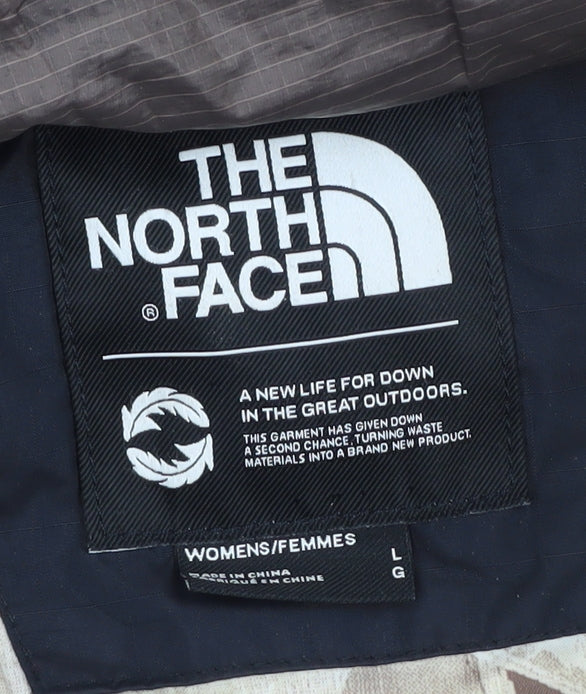 THE
NORTH
® FACE
A NEW LIFE FOR DOWN
IN THE GREAT OUTDOORS.
THIS GARMENT HAS GIVEN DOWN
A SECOND CHANCE, TURNING WASTE
MATERIALS INTO A BRAND NEW PRODUCT.
WOMENS/FEMMES L
G
MADE IN CHINA
FABRIQUÉ EN CHINE